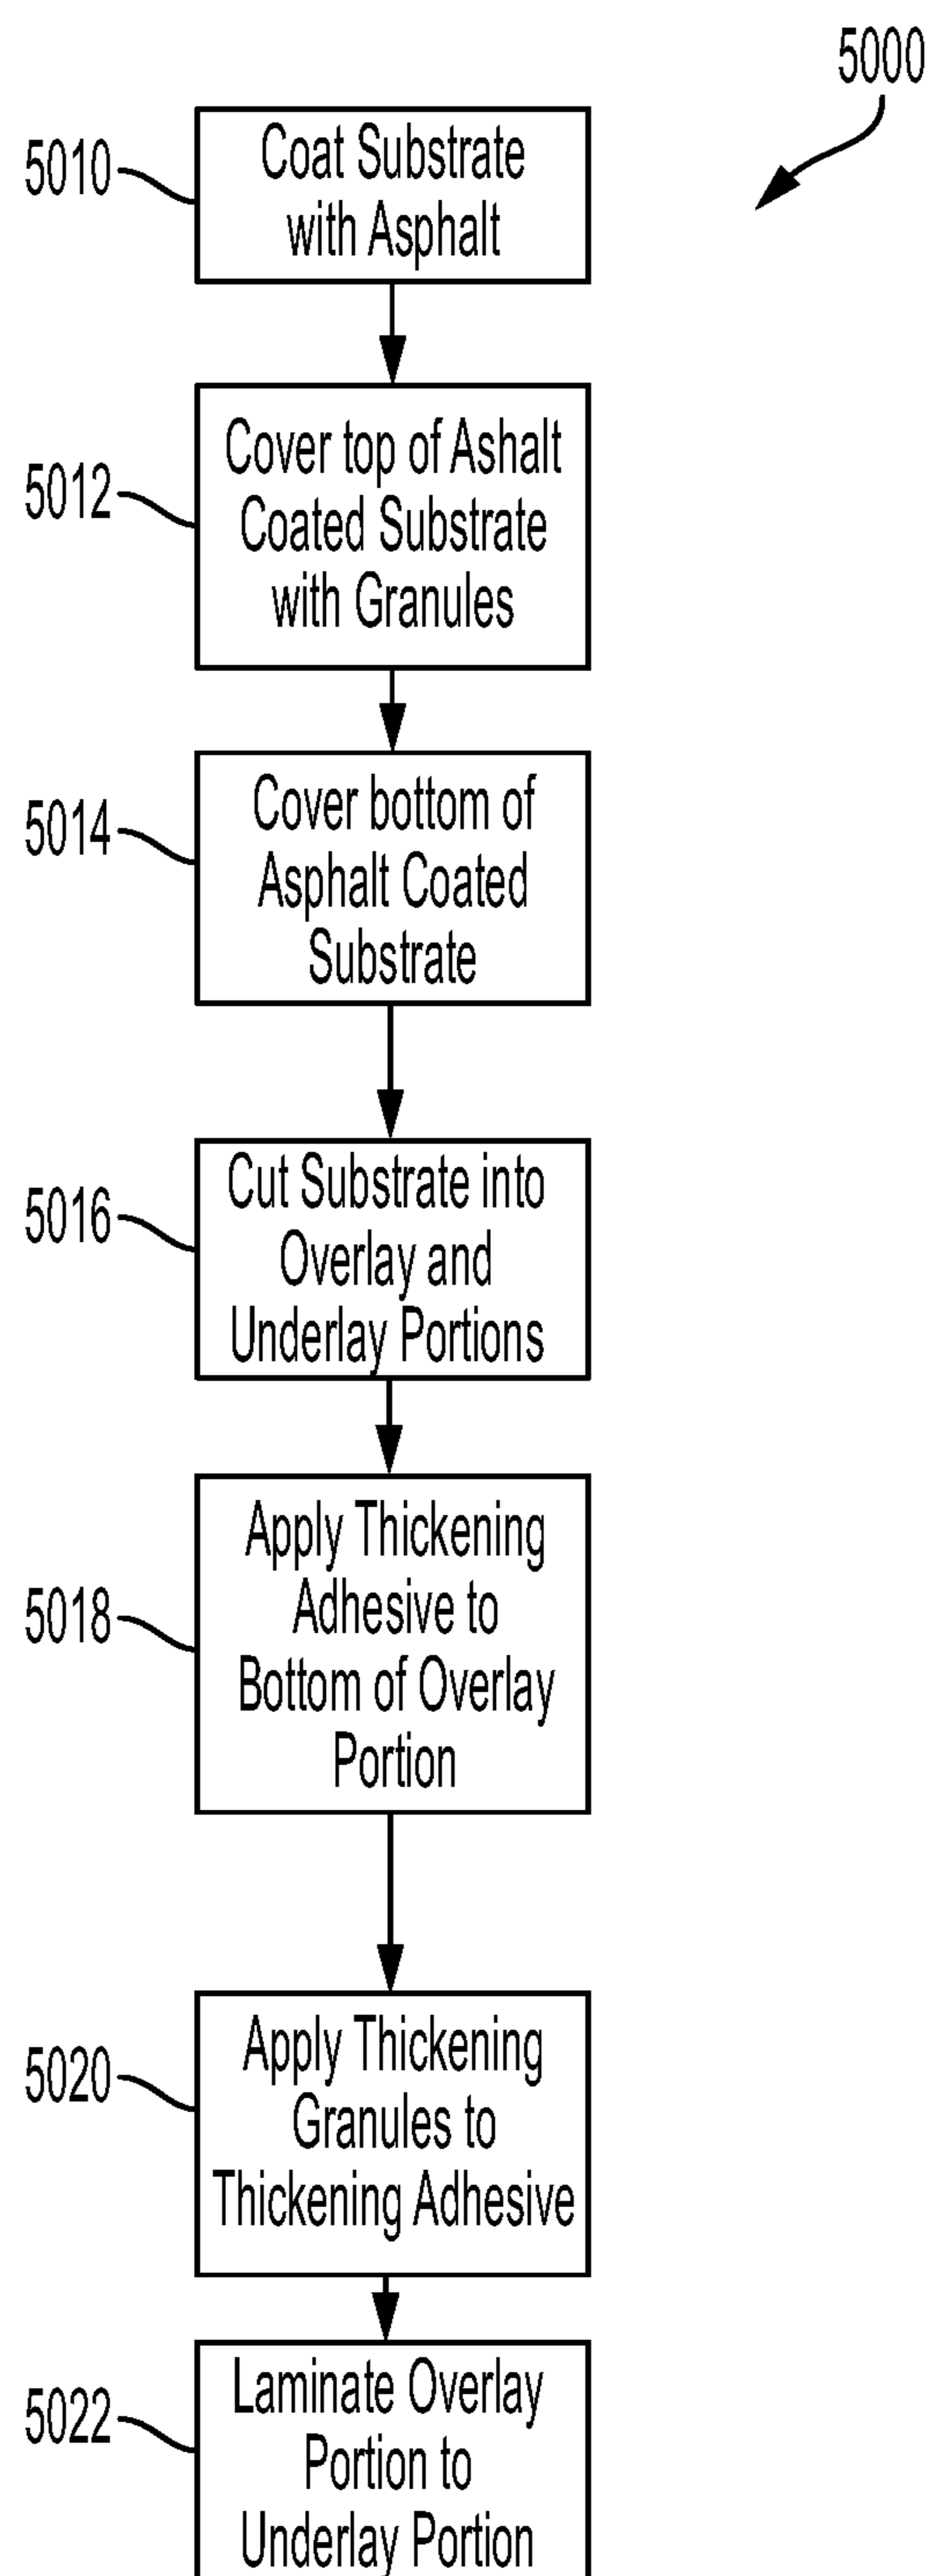 5000
5010
Coat Substrate
with Asphalt
5012
Cover top of Ashalt
Coated Substrate
with Granules
5014
Cover bottom of
Asphalt Coated
Substrate
5016
Cut Substrate into
Overlay and
Underlay Portions
5018
Apply Thickening
Adhesive to
Bottom of Overlay
Portion
5020
Apply Thickening
Granules to
Thickening Adhesive
5022
Laminate Overlay
Portion to
Underlay Portion